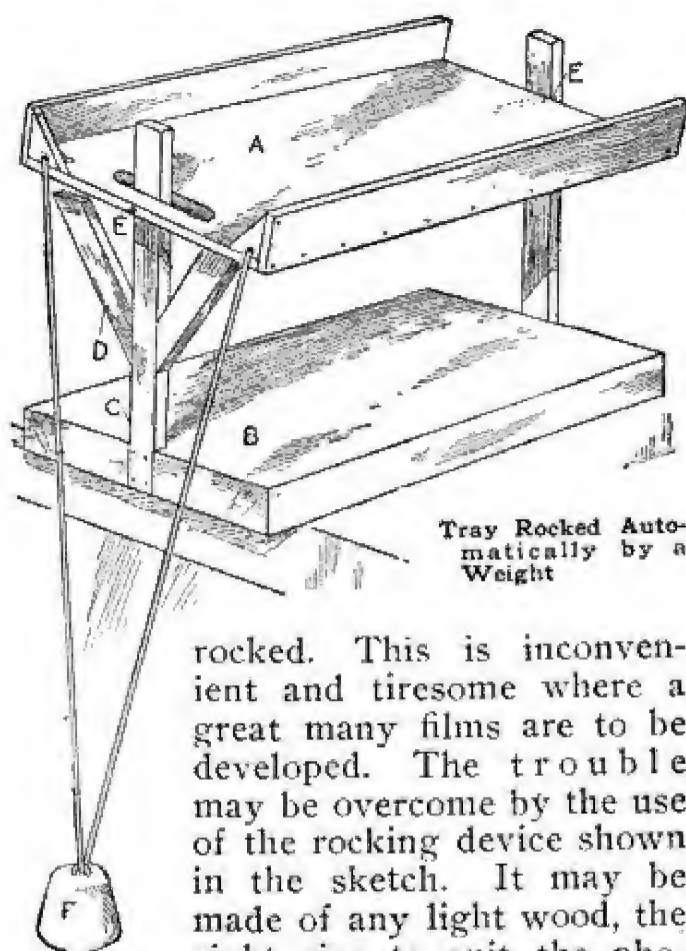 A
E
E
D
C
B
Tray Rocked Auto-
matically by a
Weight
rocked. This is inconven-
ient and tiresome where a
great many films are to be
developed. The trouble
may be overcome by the use
of the rocking device shown
in the sketch. It may be
made of any light wood, the
F